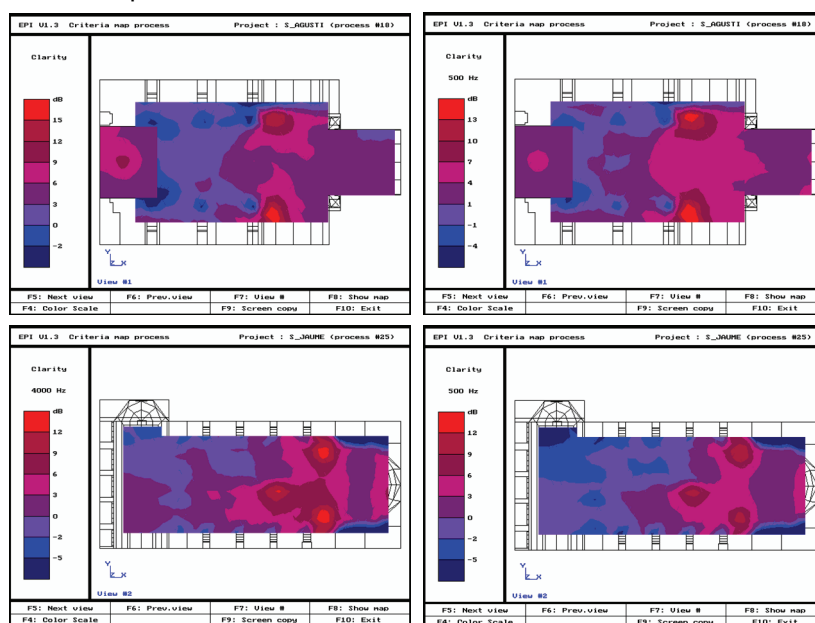 EPI V1.3 Criteria map process Project : S_AGUSTI (process #18)
Clarity
dB
15
12
9
6
3
0
-2
Y
Z X
View #1
F5: Next view F6: Prev.view F7: View # F8: Show map
F4: Color Scale F9: Screen copy F10: Exit
EPI V1.3 Criteria map process Project : S_AGUSTI (process #18)
Clarity
500 Hz
dB
13
10
7
4
1
-1
-4
Y
Z X
View #1
F5: Next view F6: Prev.view F7: View # F8: Show map
F4: Color Scale F9: Screen copy F10: Exit
EPI V1.3 Criteria map process Project : S_JAUME (process #25)
Clarity
4000 Hz
dB
12
9
6
3
0
-2
-5
Y
Z X
View #2
F5: Next view F6: Prev.view F7: View # F8: Show map
F4: Color Scale F9: Screen copy F10: Exit
EPI V1.3 Criteria map process Project : S_JAUME (process #25)
Clarity
500 Hz
dB
12
9
6
3
0
-2
-5
Y
Z X
View #2
F5: Next view F6: Prev.view F7: View # F8: Show map
F4: Color Scale F9: Screen copy F10: Exit